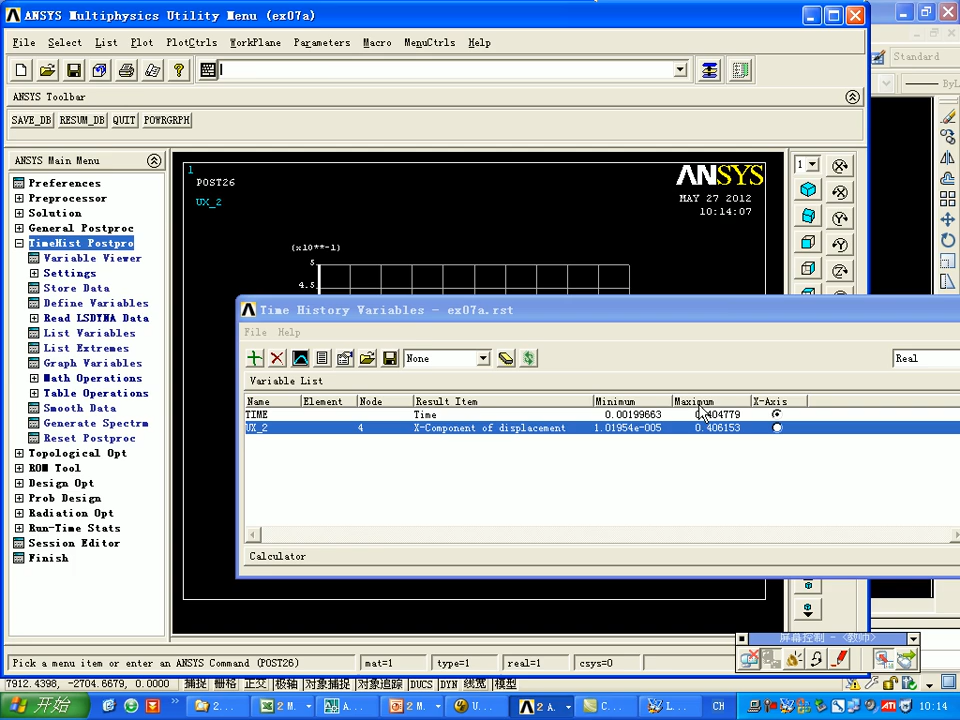 ANSYS Multiphysics Utility Menu (ex07a)
File Select List Plot PlotCtrls WorkPlane Parameters Macro MenuCtrls Help
Standard
ANSYS Toolbar
SAVE_DB RESUM_DB QUIT POWRGRPH
ANSYS Main Menu
Preferences
Preprocessor
Solution
General Postproc
TimeHist Postpro
Variable Viewer
Settings
Store Data
Define Variables
Read LSDYNA Data
List Variables
List Extremes
Graph Variables
Math Operations
Table Operations
Smooth Data
Generate Spectrm
Reset Postproc
Topological Opt
ROM Tool
Design Opt
Prob Design
Radiation Opt
Run-Time Stats
Session Editor
Finish
1
POST26
UX_2
ANSYS
MAY 27 2012
10:14:07
(x10**-1)
5
4.5
1
Time History Variables - ex07a.rst
File Help
None
Real
Variable List
Name Element Node Result Item Minimum Maximum X-Axis
TIME Time 0.00199663 0.404779
UX_2 4 X-Component of displacement 1.01954e-005 0.406153
Calculator
屏幕控制 - <教师>
Pick a menu item or enter an ANSYS Command (POST26) mat=1 type=1 real=1 csys=0
7912.4398, -2704.6679, 0.0000 捕捉 栅格 正交 极轴 对象捕捉 对象追踪 DUCS DYN 线宽 模型
开始 2... 2 M. A... 2 M. U... 2 A. C... L... CH 10:14